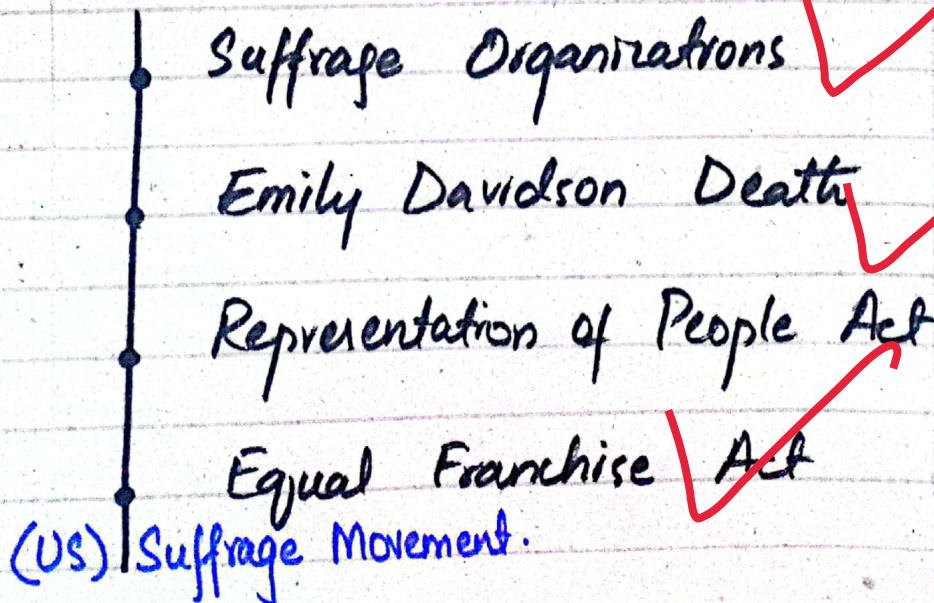 Suffrage Organizations
Emily Davidson Death
Representation of People Act
Equal Franchise Act
(US) Suffrage Movement.